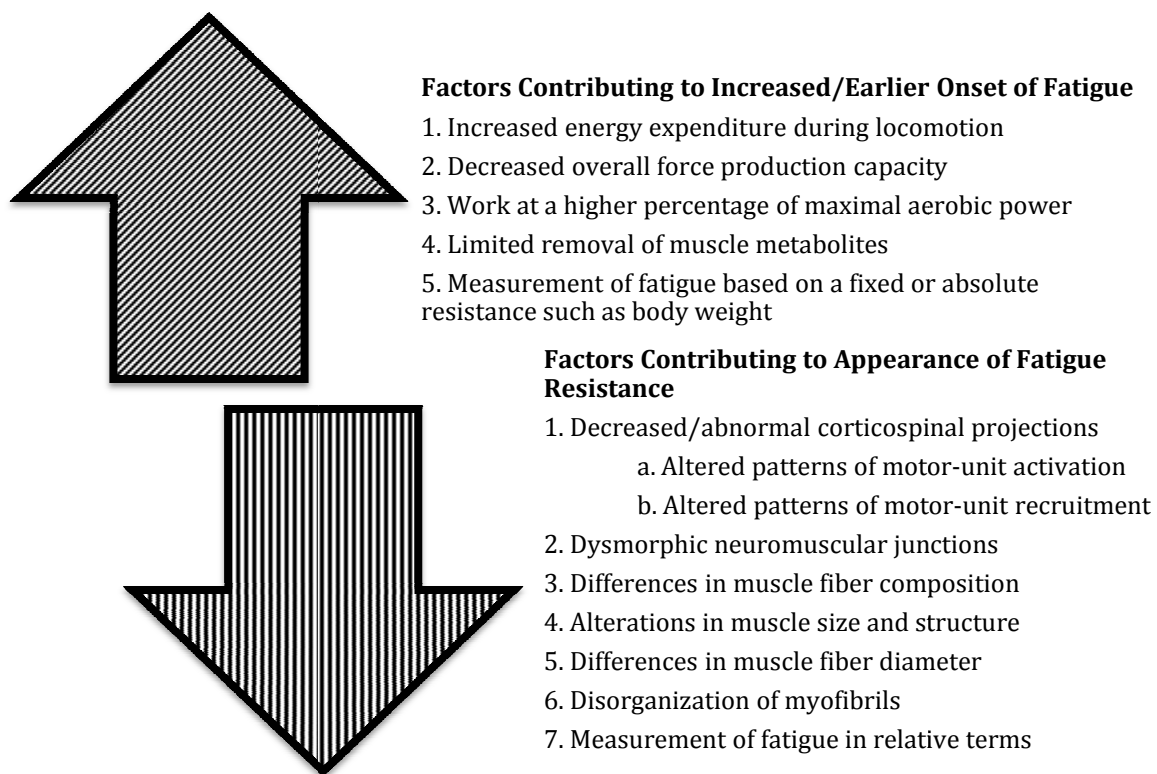 Factors Contributing to Increased/Earlier Onset of Fatigue
1. Increased energy expenditure during locomotion
2. Decreased overall force production capacity
3. Work at a higher percentage of maximal aerobic power
4. Limited removal of muscle metabolites
5. Measurement of fatigue based on a fixed or absolute
resistance such as body weight
Factors Contributing to Appearance of Fatigue
Resistance
1. Decreased/abnormal corticospinal projections
a. Altered patterns of motor-unit activation
b. Altered patterns of motor-unit recruitment
2. Dysmorphic neuromuscular junctions
3. Differences in muscle fiber composition
4. Alterations in muscle size and structure
5. Differences in muscle fiber diameter
6. Disorganization of myofibrils
7. Measurement of fatigue in relative terms